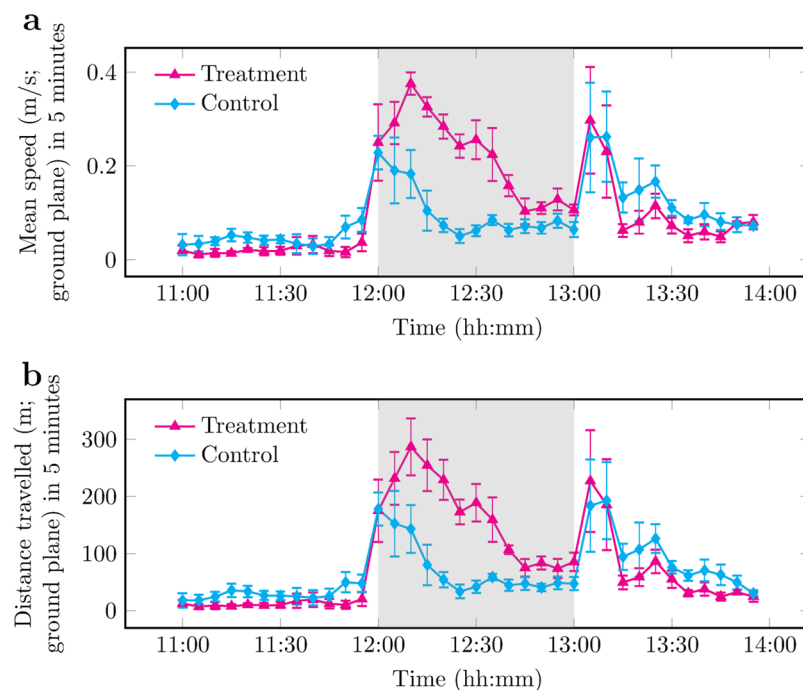 a
Mean speed (m/s;
ground plane) in 5 minutes
0.4
0.2
0
Treatment
Control
11:00 11:30 12:00 12:30 13:00 13:30 14:00
Time (hh:mm)
b
Distance travelled (m;
ground plane) in 5 minutes
300
200
100
0
Treatment
Control
11:00 11:30 12:00 12:30 13:00 13:30 14:00
Time (hh:mm)